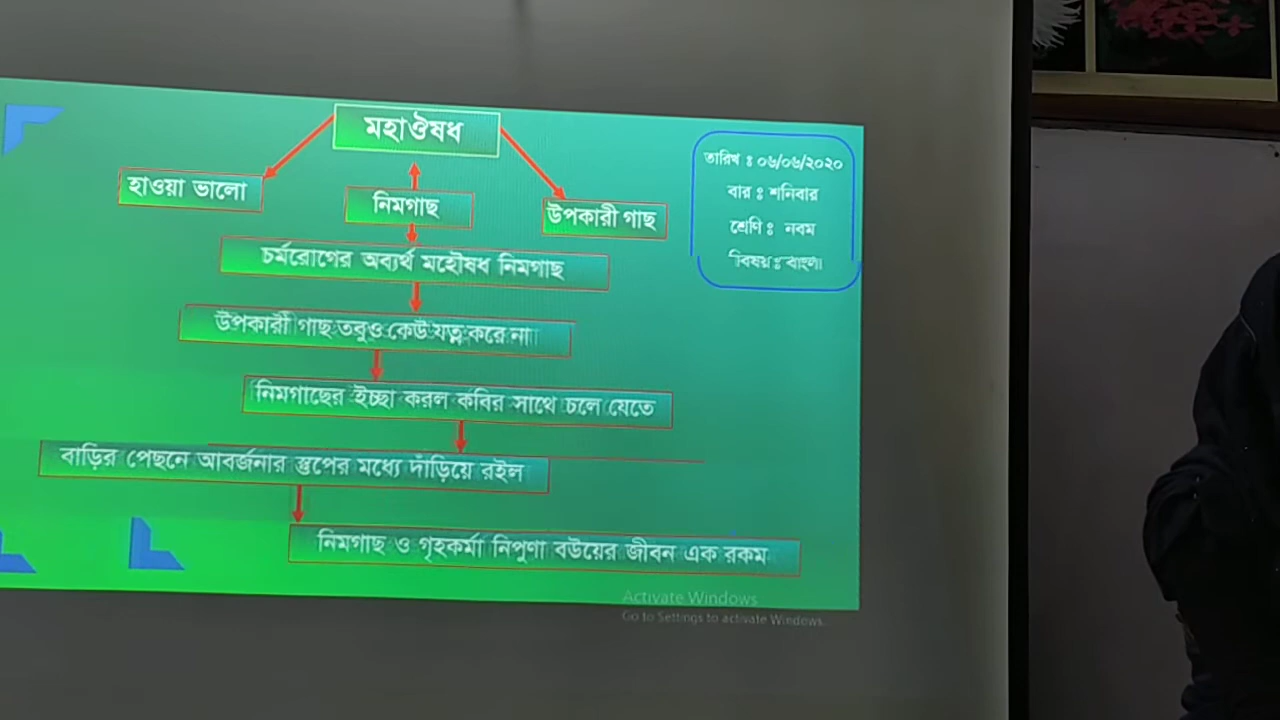 মহাঔষধ
হাওয়া ভালো
নিমগাছ
উপকারী গাছ
চর্মরোগের অব্যর্থ মহৌষধ নিমগাছ
উপকারী গাছ তবুও কেউ যত্ন করে না
নিমগাছের ইচ্ছা করল কবির সাথে চলে যেতে
বাড়ির পেছনে আবর্জনার স্তুপের মধ্যে দাঁড়িয়ে রইল
নিমগাছ ও গৃহকর্মা নিপুণা বউয়ের জীবন এক রকম
তারিখ ঃ ০৬/০৬/২০২০
বার ঃ শনিবার
শ্রেণি ঃ নবম
বিষয় ঃ বাংলা
Activate Windows
Go to Settings to activate Windows.